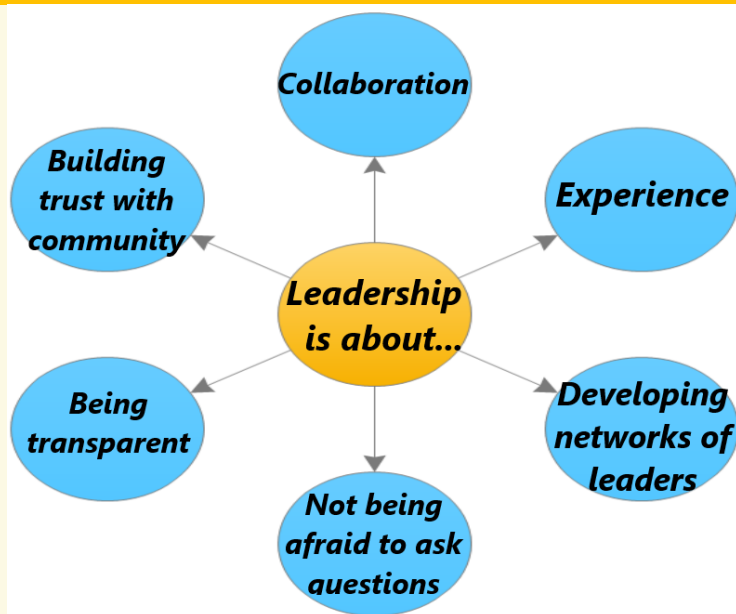 Collaboration
Building
trust with
community
Experience
Leadership
is about...
Being
transparent
Developing
networks of
leaders
Not being
afraid to ask
questions